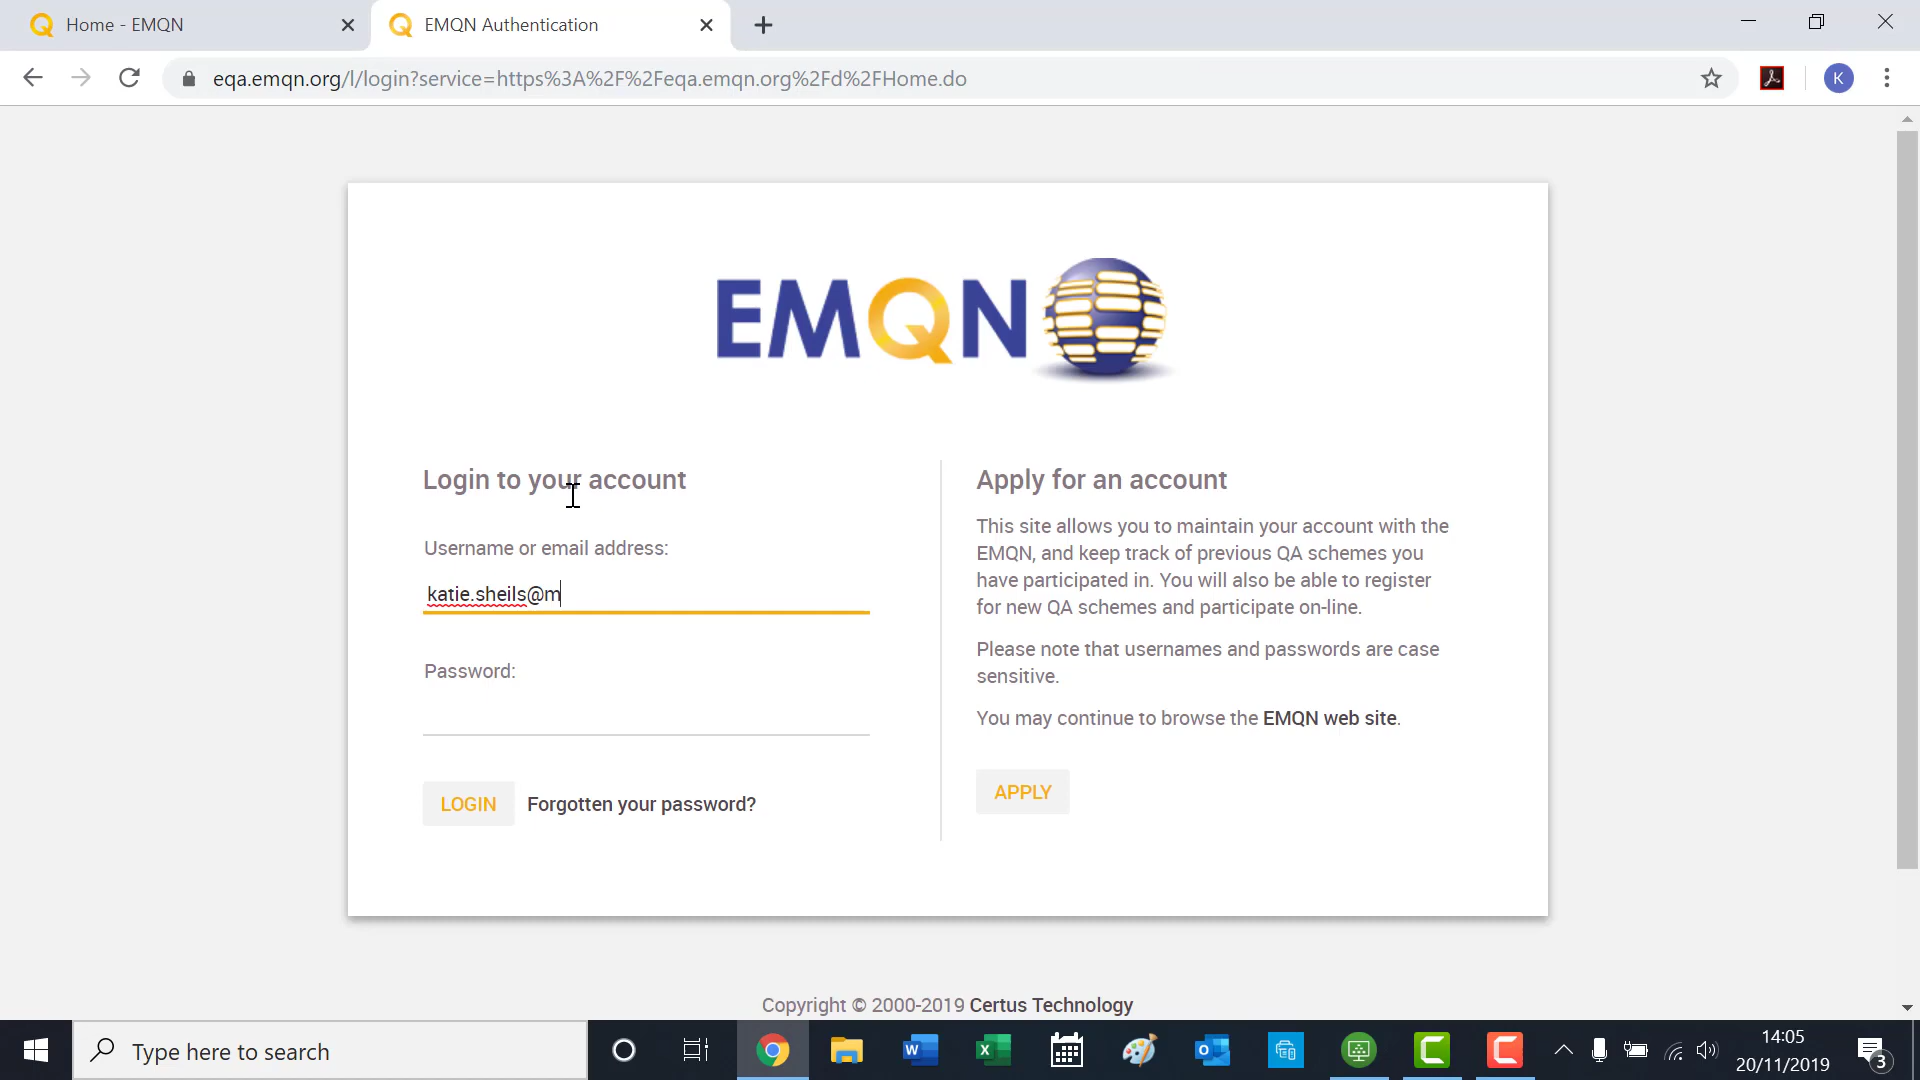 Home - EMQN
EMQN Authentication
eqa.emqn.org/l/login?service=https%3A%2F%2Feqa.emqn.org%2Fd%2FHome.do
K
EMQN
Login to your account
Username or email address:
katie.sheils@m
Password:
LOGIN
Forgotten your password?
Apply for an account
This site allows you to maintain your account with the
EMQN, and keep track of previous QA schemes you
have participated in. You will also be able to register
for new QA schemes and participate on-line.
Please note that usernames and passwords are case
sensitive.
You may continue to browse the EMQN web site.
APPLY
Copyright © 2000-2019 Certus Technology
Type here to search
14:05
20/11/2019
3